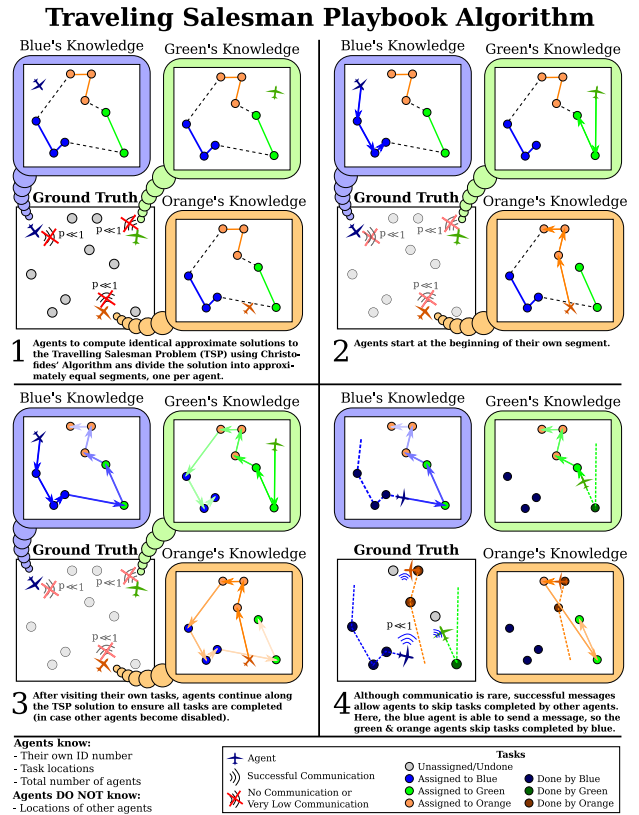 Traveling Salesman Playbook Algorithm
Blue's Knowledge
Green's Knowledge
Ground Truth
p≪1
p≪1
p≪1
Orange's Knowledge
1 Agents to compute identical approximate solutions to
the Travelling Salesman Problem (TSP) using Christo-
fides' Algorithm ans divide the solution into approxi-
mately equal segments, one per agent.
Blue's Knowledge
Green's Knowledge
Ground Truth
p≪1
p≪1
p≪1
Orange's Knowledge
2 Agents start at the beginning of their own segment.
Blue's Knowledge
Green's Knowledge
Ground Truth
p≪1
p≪1
p≪1
Orange's Knowledge
3 After visiting their own tasks, agents continue along
the TSP solution to ensure all tasks are completed
(in case other agents become disabled).
Blue's Knowledge
Green's Knowledge
Ground Truth
p≪1
Orange's Knowledge
4 Although communicatio is rare, successful messages
allow agents to skip tasks completed by other agents.
Here, the blue agent is able to send a message, so the
green & orange agents skip tasks completed by blue.
Agents know:
- Their own ID number
- Task locations
- Total number of agents
Agents DO NOT know:
- Locations of other agents
Agent
Successful Communication
No Communication or
Very Low Communication
Tasks
Unassigned/Undone
Assigned to Blue
Assigned to Green
Assigned to Orange
Done by Blue
Done by Green
Done by Orange